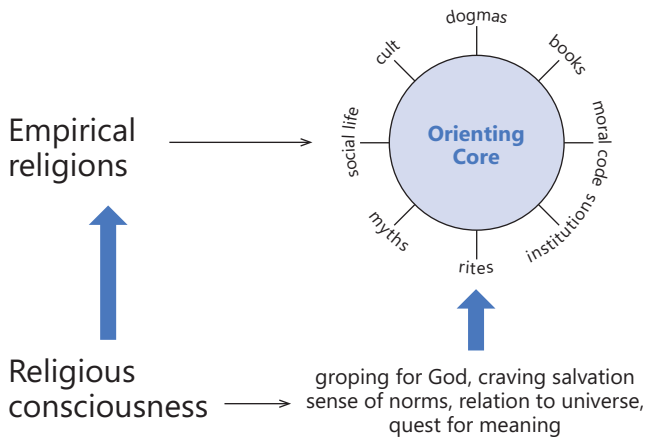 dogmas
cult
books
Empirical
religions
social life
Orienting
Core
moral code
myths
institutions
rites
Religious
consciousness
groping for God, craving salvation
sense of norms, relation to universe,
quest for meaning